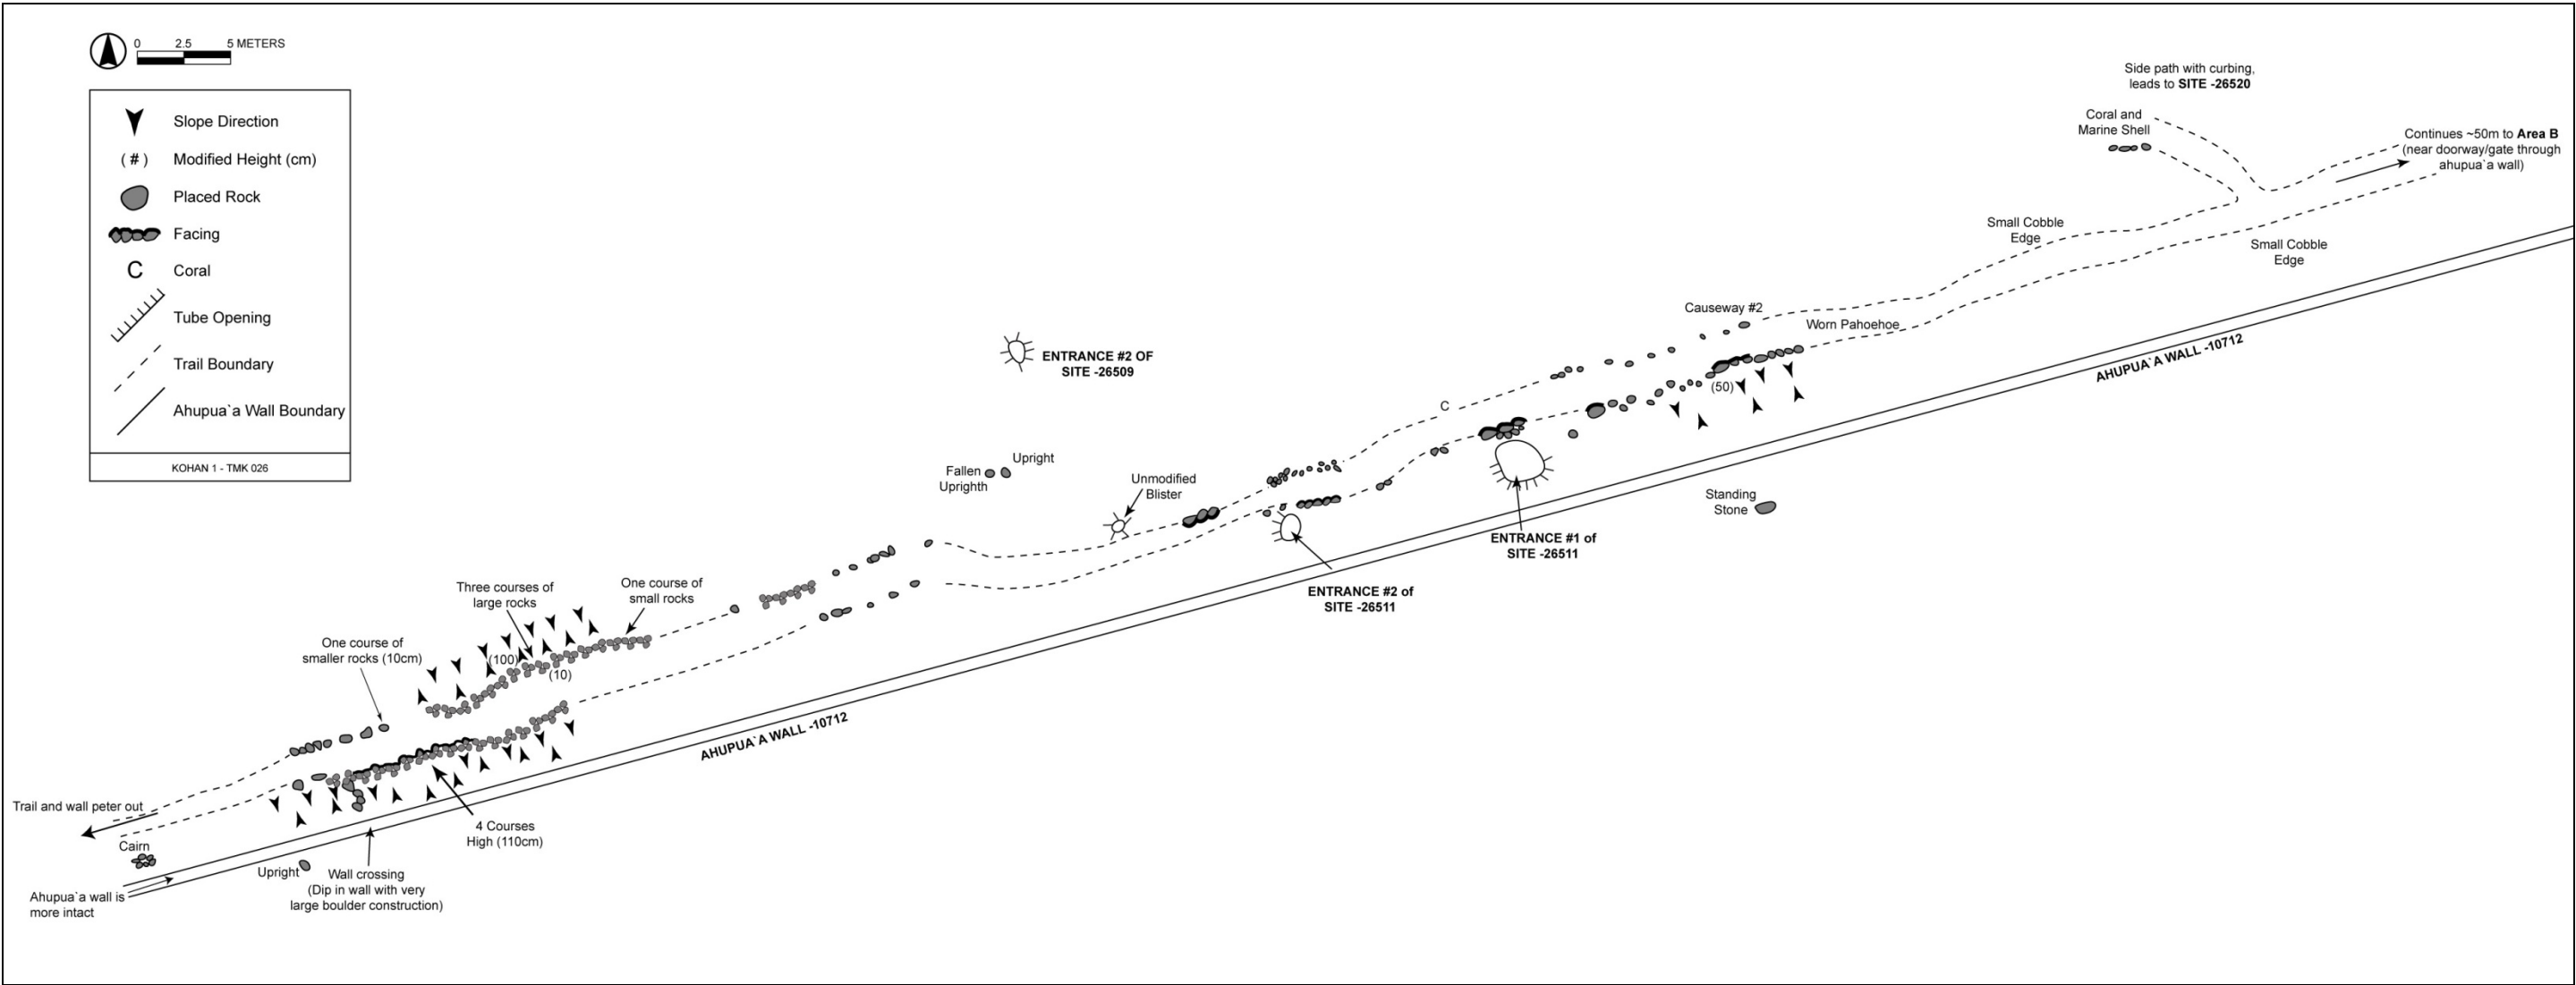 0 2.5 5 METERS
Slope Direction
(#) Modified Height (cm)
Placed Rock
Facing
C Coral
Tube Opening
Trail Boundary
Ahupua`a Wall Boundary
KOHAN 1 - TMK 026
Side path with curbing,
leads to SITE -26520
Coral and
Marine Shell
Continues ~50m to Area B
(near doorway/gate through
ahupua`a wall)
Small Cobble
Edge
Small Cobble
Edge
Causeway #2
Worn Pahoehoe
AHUPUA`A WALL -10712
ENTRANCE #2 OF
SITE -26509
(50)
C
Fallen
Uprighth
Upright
Unmodified
Blister
Standing
Stone
ENTRANCE #1 of
SITE -26511
ENTRANCE #2 of
SITE -26511
Three courses of
large rocks
One course of
small rocks
One course of
smaller rocks (10cm)
(100)
(10)
AHUPUA`A WALL -10712
Trail and wall peter out
4 Courses
High (110cm)
Cairn
Upright
Wall crossing
(Dip in wall with very
large boulder construction)
Ahupua`a wall is
more intact